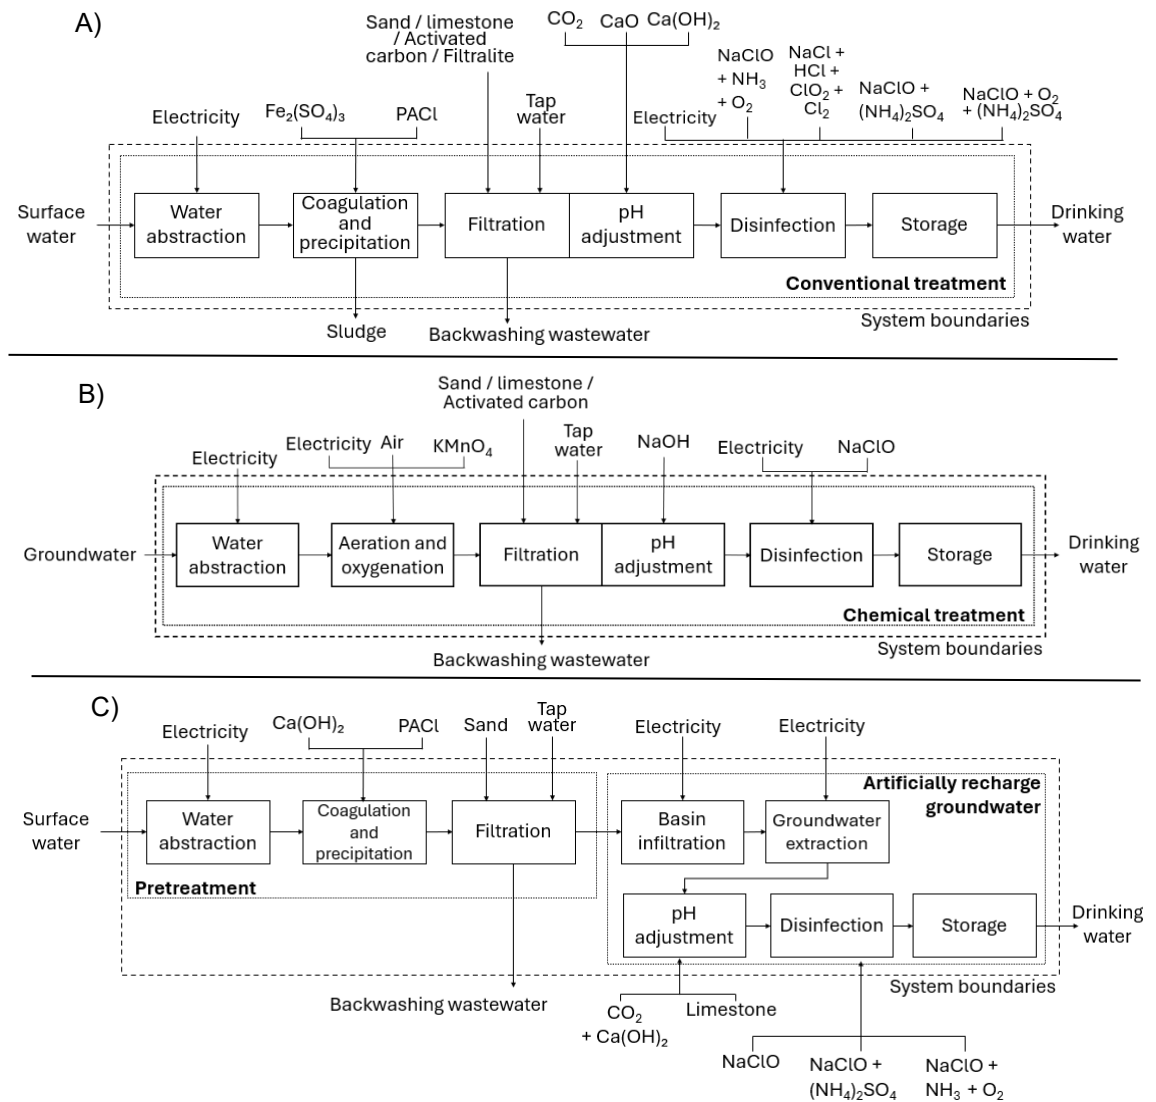 A)
Sand / limestone
/ Activated
carbon / Filtralite
CO₂
CaO
Ca(OH)₂
NaClO
+ NH₃
+ O₂
NaCl +
HCl +
ClO₂ +
Cl₂
NaClO +
(NH4)₂SO₄
NaClO + O₂
+ (NH4)₂SO₄
Electricity
Fe₂(SO₄)₃
PACl
Tap
water
Electricity
Surface
water
Water
abstraction
Coagulation
and
precipitation
Filtration
pH
adjustment
Disinfection
Storage
Drinking
water
Conventional treatment
System boundaries
Sludge
Backwashing wastewater
B)
Sand / limestone /
Activated carbon
Electricity
Electricity
Air
KMnO₄
Tap
water
NaOH
Electricity
NaClO
Groundwater
Water
abstraction
Aeration and
oxygenation
Filtration
pH
adjustment
Disinfection
Storage
Drinking
water
Chemical treatment
System boundaries
Backwashing wastewater
C)
Electricity
Ca(OH)₂
PACl
Sand
Tap
water
Electricity
Electricity
Artificially recharge
groundwater
Surface
water
Water
abstraction
Coagulation
and
precipitation
Filtration
Basin
infiltration
Groundwater
extraction
Pretreatment
pH
adjustment
Disinfection
Storage
Drinking
water
System boundaries
Backwashing wastewater
CO₂
+ Ca(OH)₂
Limestone
NaClO
NaClO +
(NH4)₂SO₄
NaClO +
NH₃ + O₂